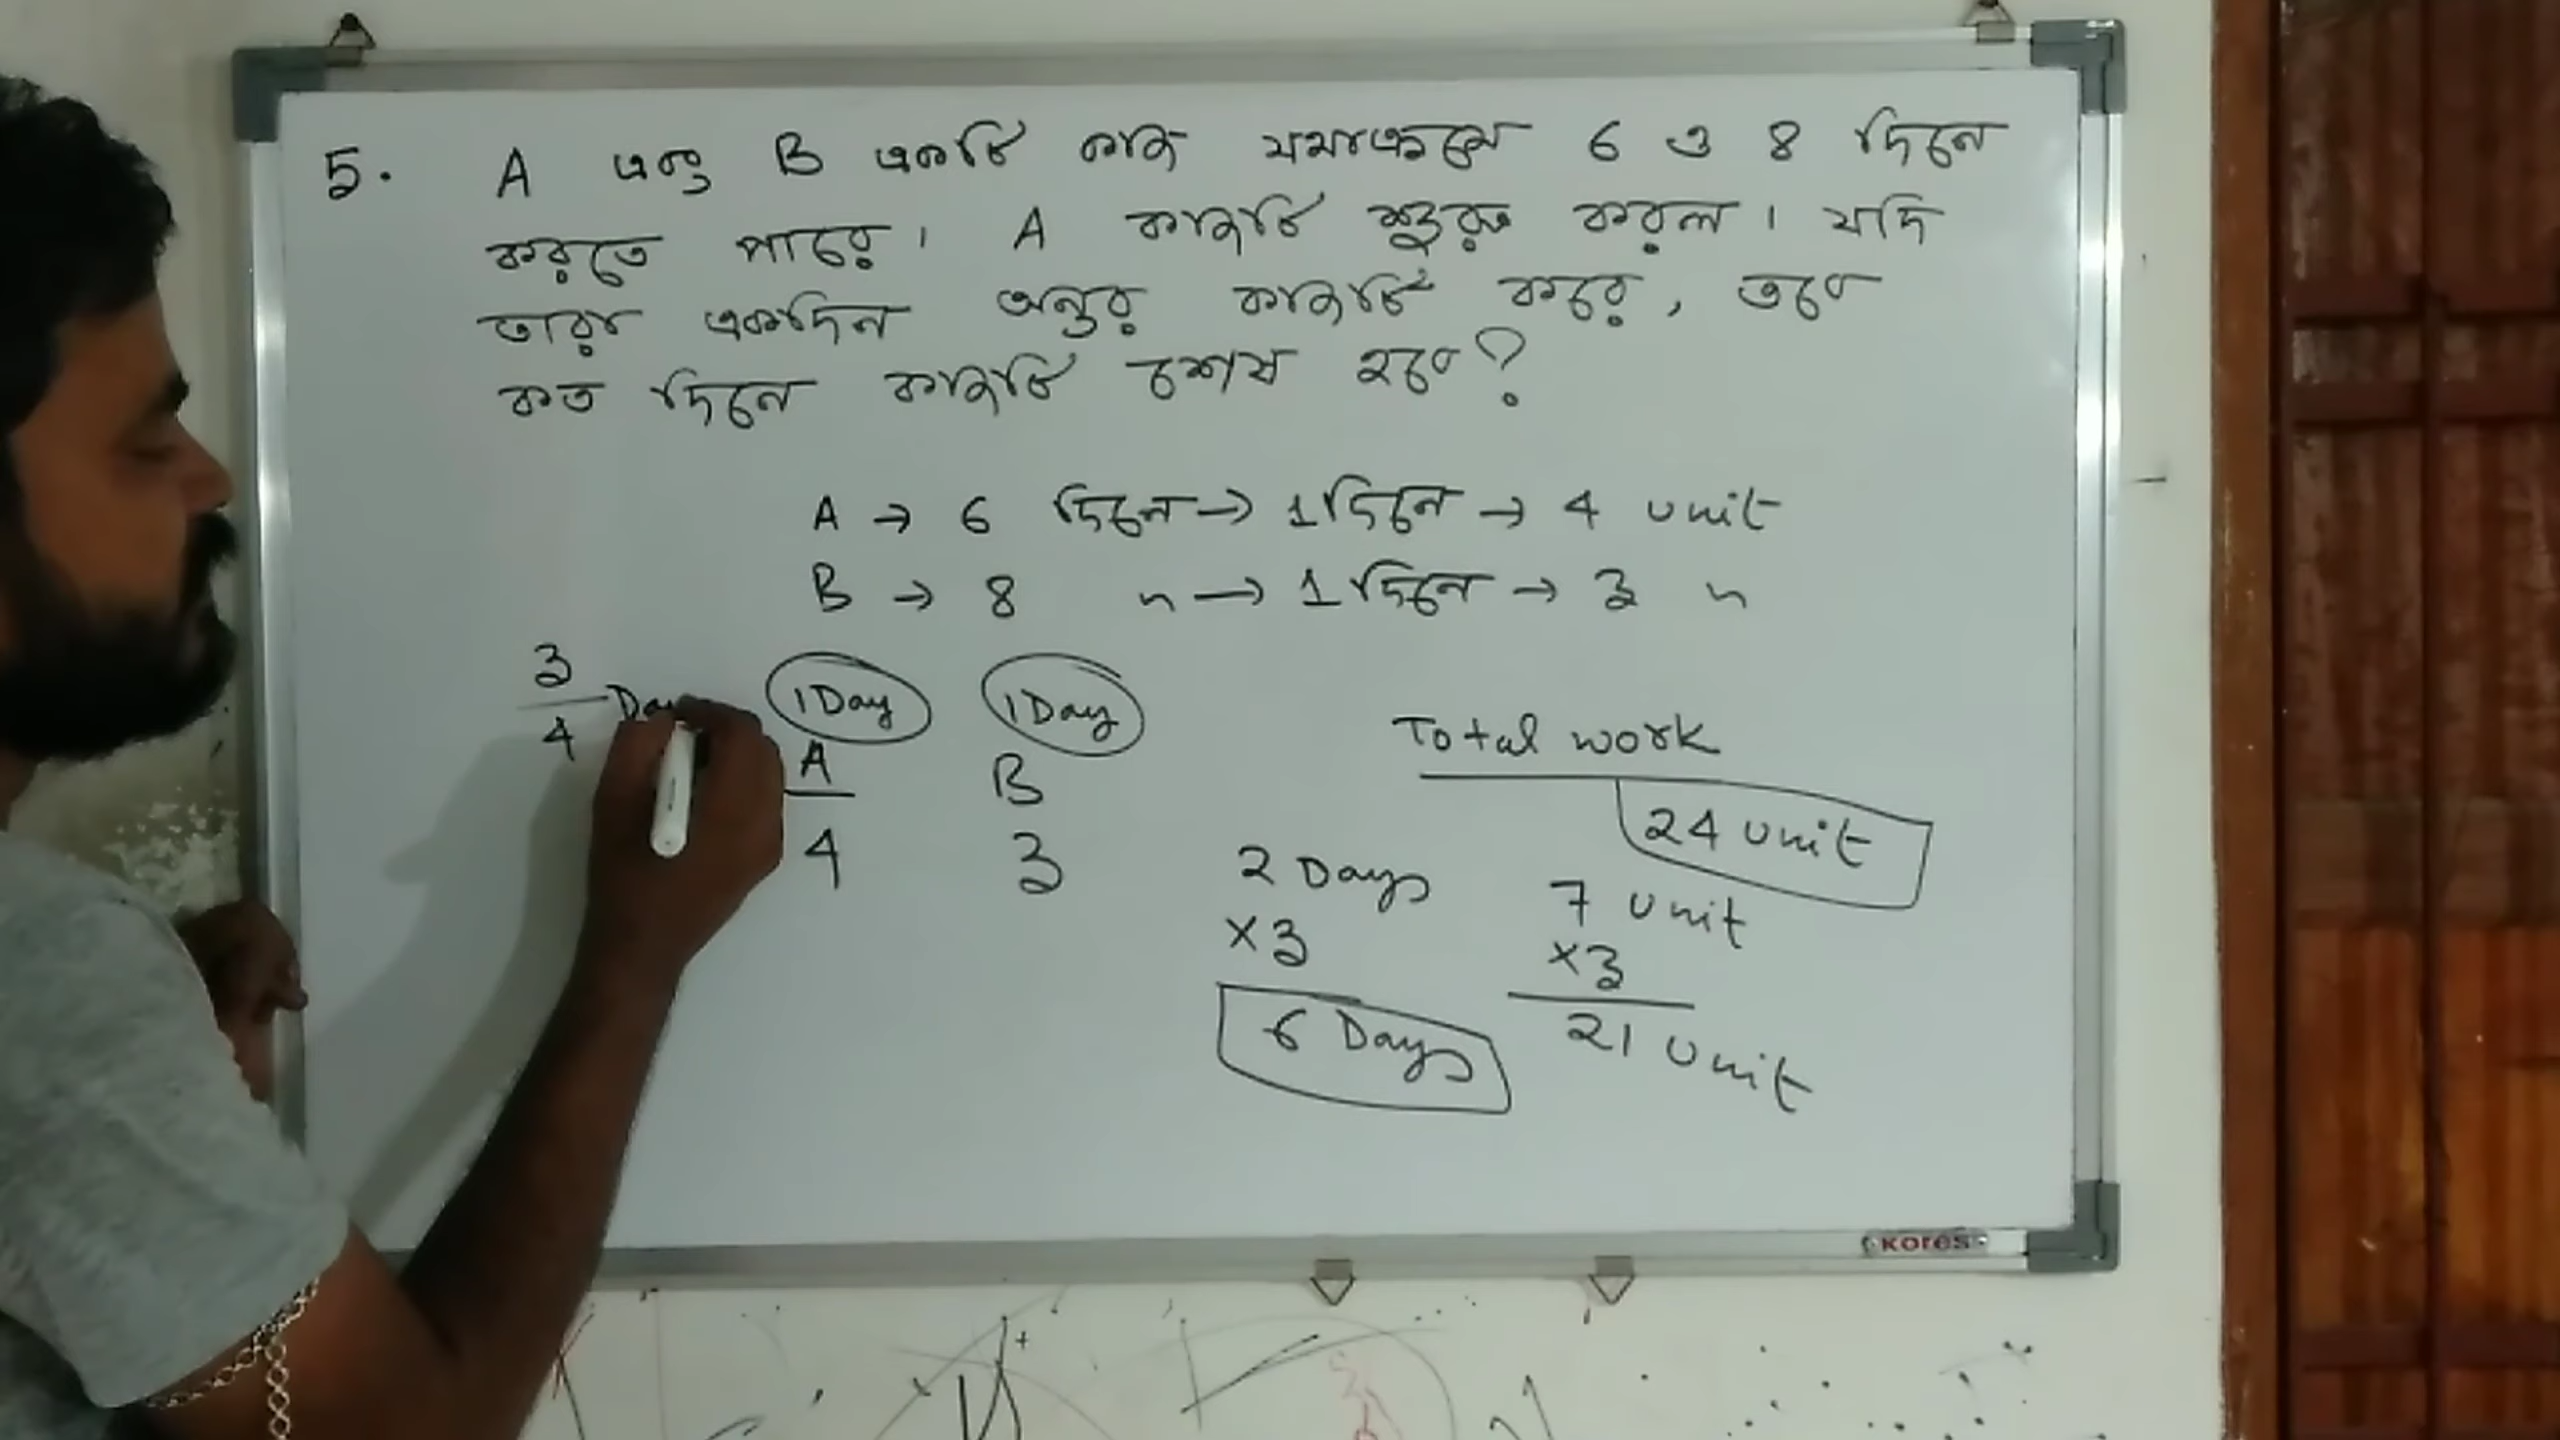 5. A এবং B একটি কাজ যথাক্রমে 6 ও 8 দিনে
করতে পারে। A কাজটি শুরু করল। যদি
তারা একদিন অন্তর কাজটি করে, তবে
কত দিনে কাজটি শেষ হবে?
A → 6 দিনে → 1 দিনে → 4 unit
B → 8 " → 1 দিনে → 3 "
3/4 Day
1 Day 1 Day
A B
4 3
Total work
24 unit
2 Days 7 unit
×3 ×3
6 Days 21 unit
Kores